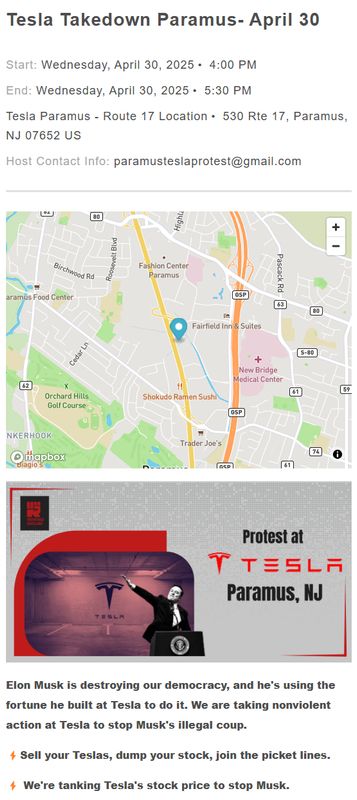 Tesla Takedown Paramus- April 30
Start: Wednesday, April 30, 2025 • 4:00 PM
End: Wednesday, April 30, 2025 • 5:30 PM
Tesla Paramus - Route 17 Location • 530 Rte 17, Paramus,
NJ 07652 US
Host Contact Info: paramusteslaprotest@gmail.com
80
80
Roosevelt Blvd
Birchwood Rd
Fashion Center
Paramus
Pascack Rd
GSP
63
80
aramus Food Center
Fairfield Inn & Suites
S-80
Cedar Ln
62
New Bridge
Medical Center
59
Orchard Hills
Golf Course
Shokudo Ramen Sushi
GSP
NKERHOOK
Trader Joe's
74
61
61
mapbox
Biagio's
GSP
+
−
i
Protest at
TESLA
Paramus, NJ
TESLA
Elon Musk is destroying our democracy, and he's using the
fortune he built at Tesla to do it. We are taking nonviolent
action at Tesla to stop Musk's illegal coup.
⚡Sell your Teslas, dump your stock, join the picket lines.
⚡ We're tanking Tesla's stock price to stop Musk.